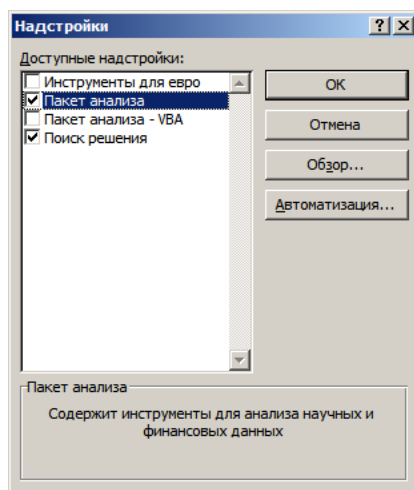 Надстройки
Доступные надстройки:
Инструменты для евро
Пакет анализа
Пакет анализа - VBA
Поиск решения
ОК
Отмена
Обзор...
Автоматизация...
Пакет анализа
Содержит инструменты для анализа научных и
финансовых данных